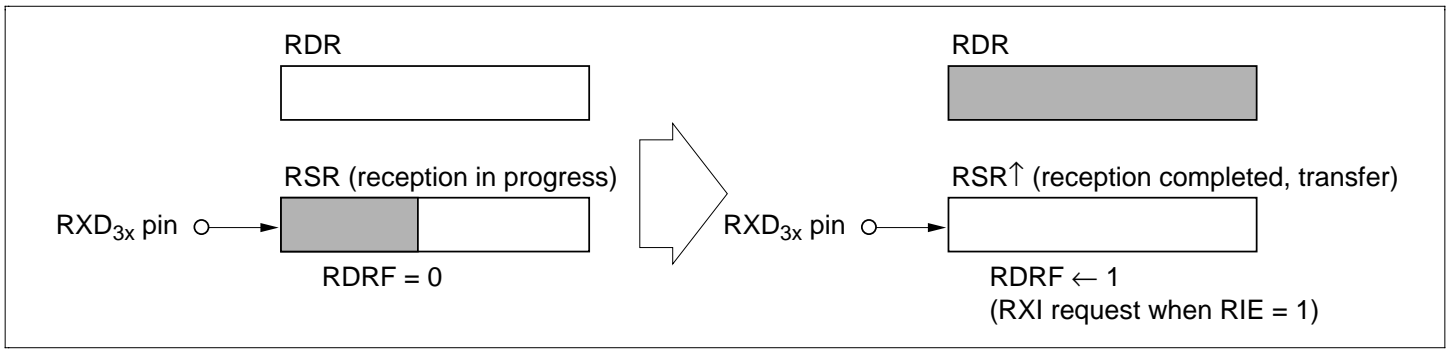 RDR
RSR (reception in progress)
RXD3x pin
RDRF = 0
RDR
RSR↑ (reception completed, transfer)
RXD3x pin
RDRF ← 1
(RXI request when RIE = 1)